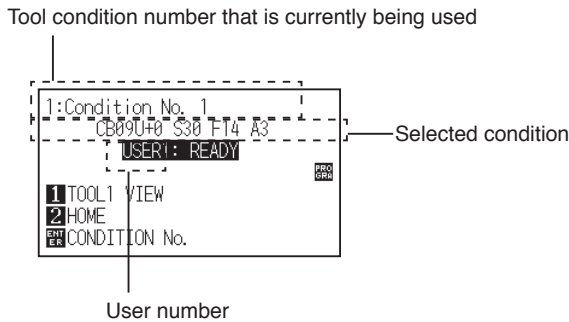 Tool condition number that is currently being used
1:Condition No. 1
CB09U+0 S30 F14 A3
Selected condition
USER1: READY
PRO
GRA
1 TOOL1 VIEW
2 HOME
ENT
ER CONDITION No.
User number